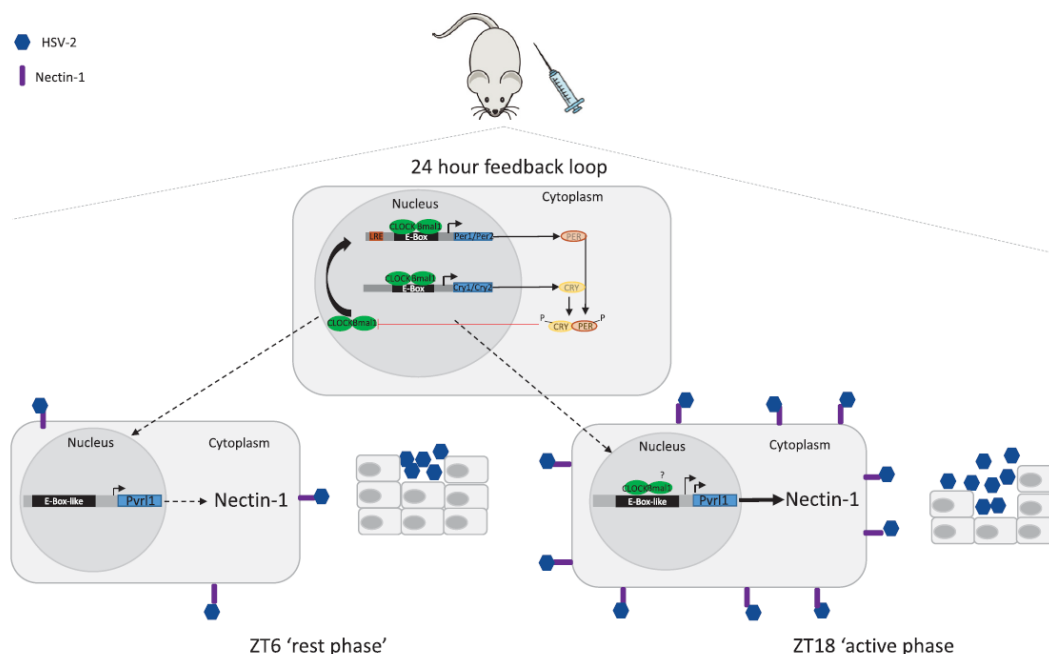 HSV-2
Nectin-1
24 hour feedback loop
Nucleus
Cytoplasm
CLOCK Bmal1
LRE
E-Box
Per1/Per2
PER
CLOCK Bmal1
E-Box
Cry1/Cry2
CRY
CLOCK Bmal1
P
CRY
PER
P
Nucleus
Cytoplasm
E-Box-like
Pvrl1
Nectin-1
Nucleus
Cytoplasm
?
CLOCK Bmal1
E-Box-like
Pvrl1
Nectin-1
ZT6 ‘rest phase’
ZT18 ‘active phase